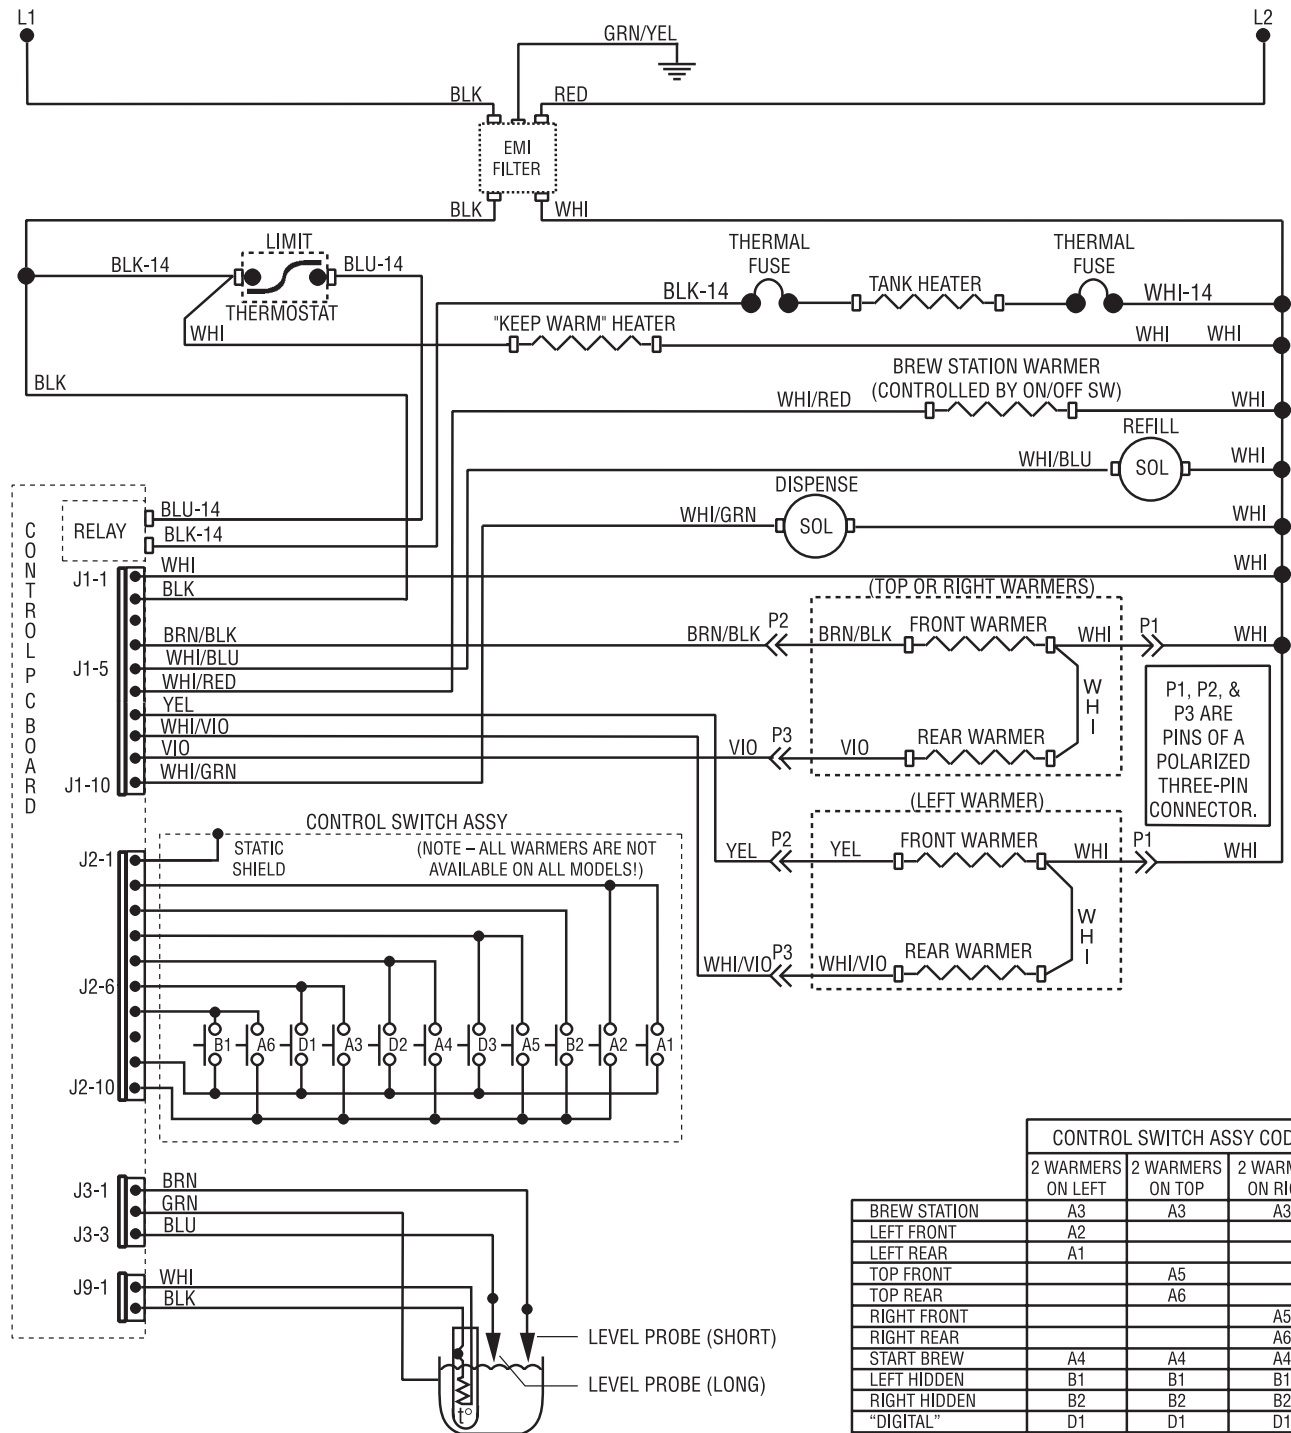 L1
L2
GRN/YEL
BLK
RED
EMI
FILTER
BLK
WHI
LIMIT
THERMOSTAT
BLK-14
BLU-14
WHI
THERMAL
FUSE
THERMAL
FUSE
BLK-14
TANK HEATER
WHI-14
"KEEP WARM" HEATER
WHI
WHI
BLK
BREW STATION WARMER
(CONTROLLED BY ON/OFF SW)
WHI/RED
WHI
REFILL
WHI/BLU
SOL
WHI
DISPENSE
WHI/GRN
SOL
WHI
CONTROL PC BOARD
RELAY
BLU-14
BLK-14
J1-1
WHI
WHI
BLK
BRN/BLK
J1-5
WHI/BLU
WHI/RED
YEL
WHI/VIO
VIO
J1-10
WHI/GRN
(TOP OR RIGHT WARMERS)
BRN/BLK
P2
BRN/BLK
FRONT WARMER
WHI
P1
WHI
WHI
VIO
P3
VIO
REAR WARMER
P1, P2, &
P3 ARE
PINS OF A
POLARIZED
THREE-PIN
CONNECTOR.
(LEFT WARMER)
YEL
P2
YEL
FRONT WARMER
WHI
P1
WHI
WHI
WHI/VIO
P3
WHI/VIO
REAR WARMER
CONTROL SWITCH ASSY
J2-1
STATIC
SHIELD
(NOTE – ALL WARMERS ARE NOT
AVAILABLE ON ALL MODELS!)
J2-6
B1 A6 D1 A3 D2 A4 D3 A5 B2 A2 A1
J2-10
J3-1
BRN
GRN
J3-3
BLU
J9-1
WHI
BLK
t°
LEVEL PROBE (SHORT)
LEVEL PROBE (LONG)
CONTROL SWITCH ASSY
2 WARMERS
ON LEFT
2 WARMERS
ON TOP
BREW STATION A3 A3 A3
LEFT FRONT A2
LEFT REAR A1
TOP FRONT A5
TOP REAR A6
RIGHT FRONT A5
RIGHT REAR A6
START BREW A4 A4 A4
LEFT HIDDEN B1 B1 B1
RIGHT HIDDEN B2 B2 B2
“DIGITAL” D1 D1 D1